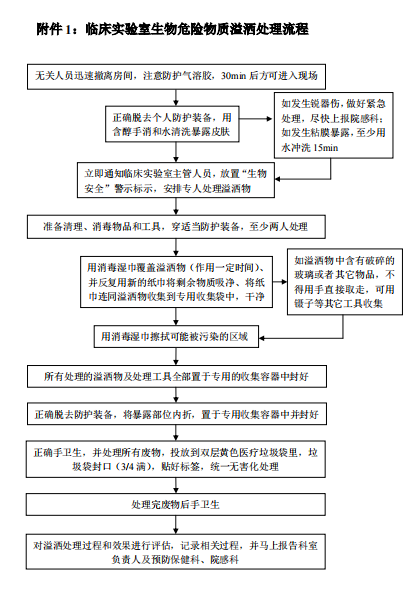 附件 1：临床实验室生物危险物质溢洒处理流程
无关人员迅速撤离房间，注意防护气溶胶，30min 后方可进入现场
正确脱去个人防护装备，用
含醇手消和水清洗暴露皮肤
如发生锐器伤，做好紧急
处理，尽快上报院感科；
如发生粘膜暴露，至少用
水冲洗 15min
立即通知临床实验室主管人员，放置“生物
安全”警示标示，安排专人处理溢洒物
准备清理、消毒物品和工具，穿适当防护装备，至少两人处理
用消毒湿巾覆盖溢洒物（作用一定时间）、
并反复用新的纸巾将剩余物质吸净、将纸
巾连同溢洒物收集到专用收集袋中，干净
如溢洒物中含有破碎的
玻璃或者其它物品，不
得用手直接取走，可用
镊子等其它工具收集
用消毒湿巾擦拭可能被污染的区域
所有处理的溢洒物及处理工具全部置于专用的收集容器中封好
正确脱去防护装备，将暴露部位内折，置于专用收集容器中并封好
正确手卫生，并处理所有废物，投放到双层黄色医疗垃圾袋里，垃
圾袋封口（3/4 满），贴好标签，统一无害化处理
处理完废物后手卫生
对溢洒处理过程和效果进行评估，记录相关过程，并马上报告科室
负责人及预防保健科、院感科